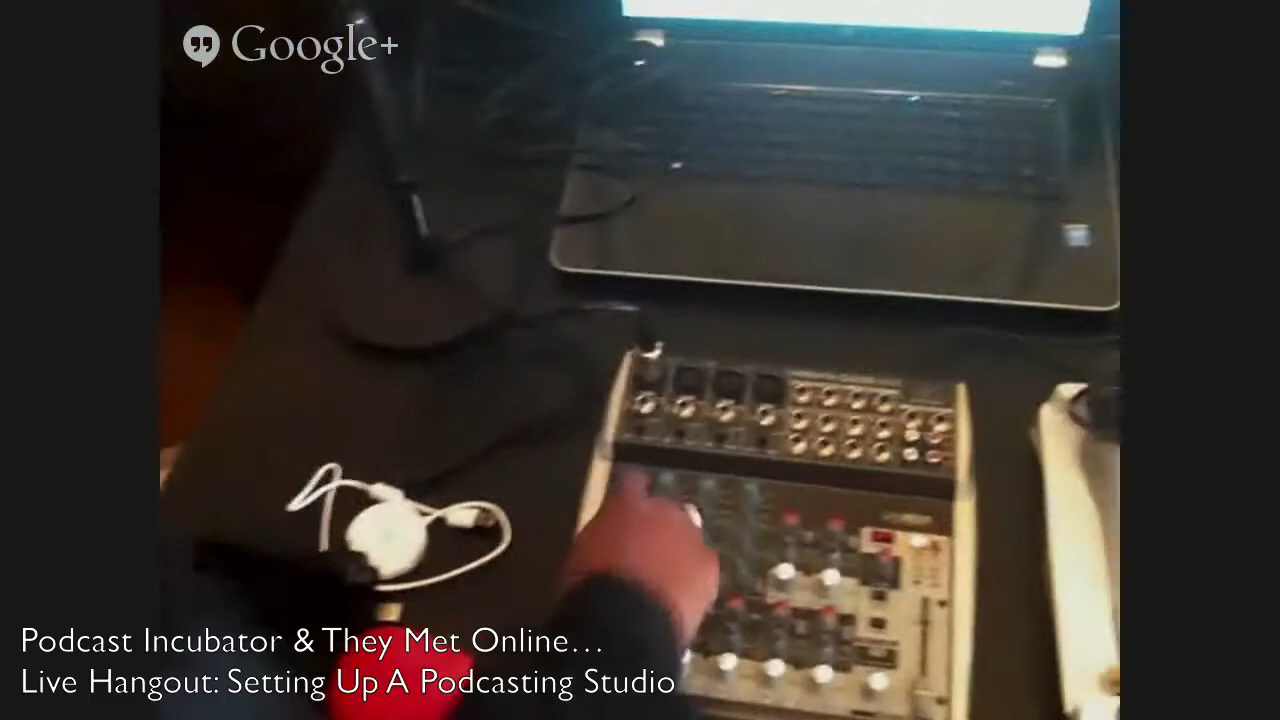 Google+
Podcast Incubator & They Met Online...
Live Hangout: Setting Up A Podcasting Studio